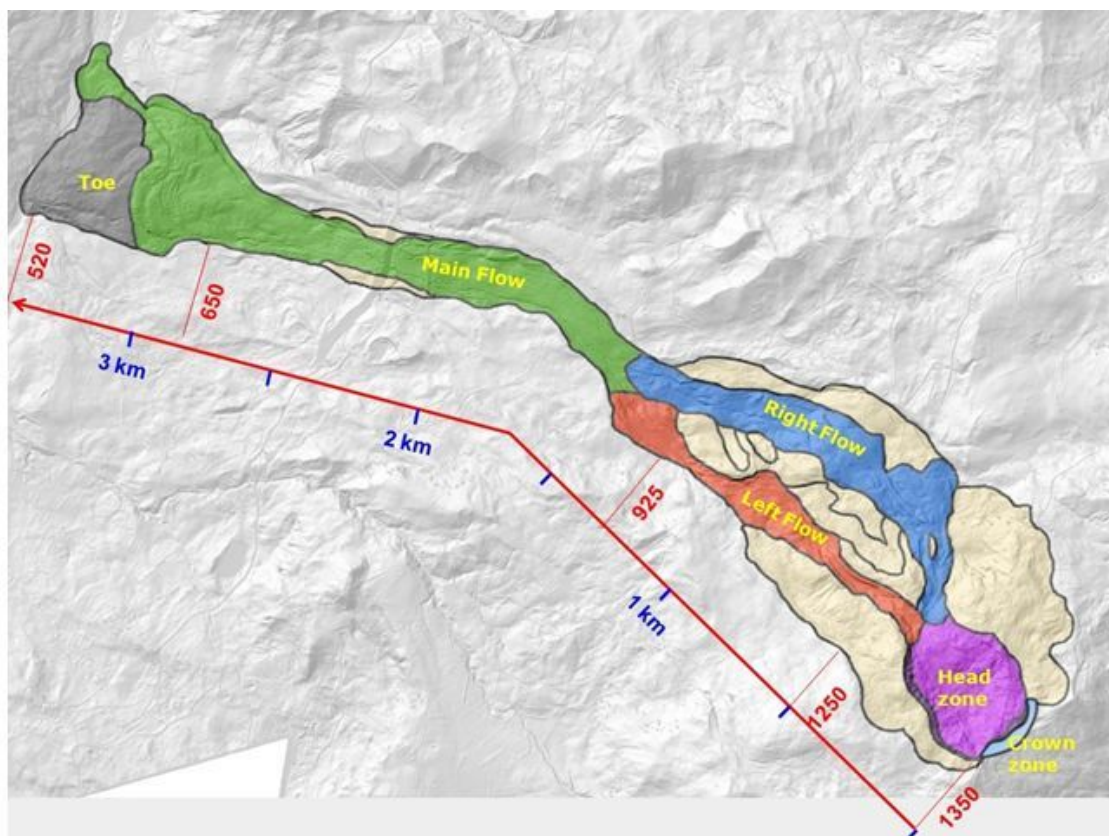 Toe
520
650
Main Flow
3 km
2 km
Right Flow
925
Left Flow
1 km
Head
zone
1250
Crown
zone
1350